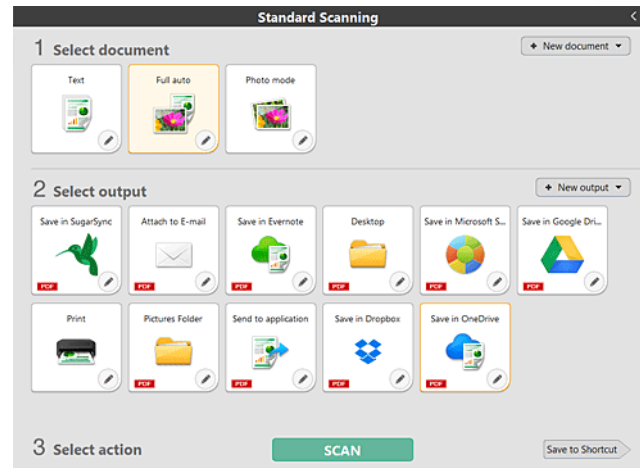 Standard Scanning
1 Select document
+ New document
Text
Full auto
Photo mode
2 Select output
+ New output
Save in SugarSync
Attach to E-mail
Save in Evernote
Desktop
Save in Microsoft S...
Save in Google Dri...
PDF
PDF
PDF
PDF
PDF
PDF
Print
Pictures Folder
Send to application
Save in Dropbox
Save in OneDrive
PDF
PDF
PDF
PDF
3 Select action
SCAN
Save to Shortcut